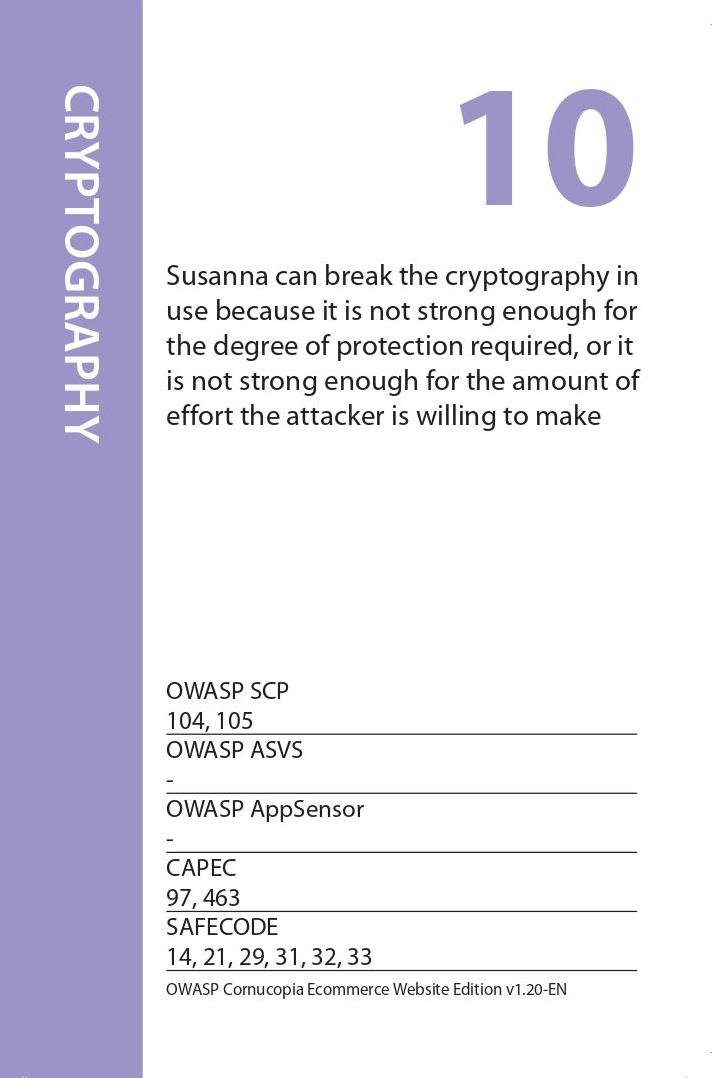 CRYPTOGRAPHY
10
Susanna can break the cryptography in
use because it is not strong enough for
the degree of protection required, or it
is not strong enough for the amount of
effort the attacker is willing to make
OWASP SCP
104, 105
OWASP ASVS
-
OWASP AppSensor
-
CAPEC
97, 463
SAFECODE
14, 21, 29, 31, 32, 33
OWASP Cornucopia Ecommerce Website Edition v1.20-EN